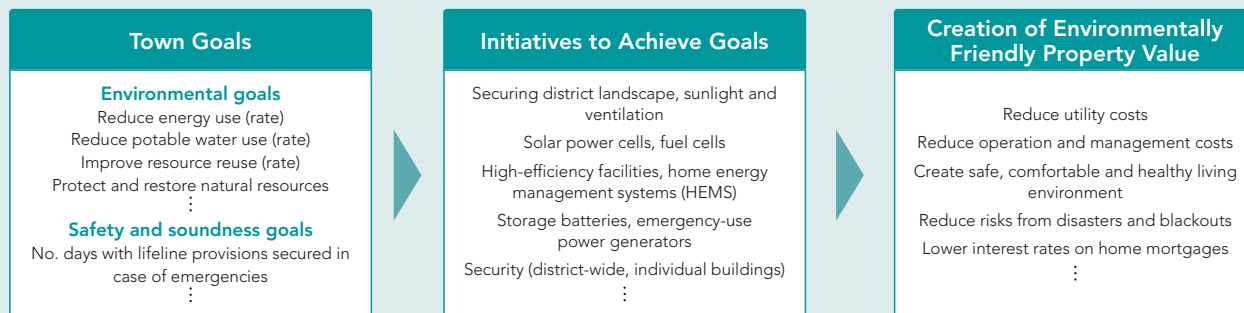 Town Goals
Environmental goals
Reduce energy use (rate)
Reduce potable water use (rate)
Improve resource reuse (rate)
Protect and restore natural resources
⋮
Safety and soundness goals
No. days with lifeline provisions secured in
case of emergencies
⋮
Initiatives to Achieve Goals
Securing district landscape, sunlight and
ventilation
Solar power cells, fuel cells
High-efficiency facilities, home energy
management systems (HEMS)
Storage batteries, emergency-use
power generators
Security (district-wide, individual buildings)
⋮
Creation of Environmentally
Friendly Property Value
Reduce utility costs
Reduce operation and management costs
Create safe, comfortable and healthy living
environment
Reduce risks from disasters and blackouts
Lower interest rates on home mortgages
⋮